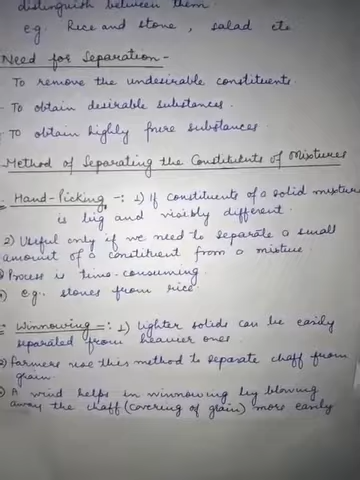 distinguish between them
e.g. Rice and stone, salad etc
Need for Separation-
To remove the undesirable constituents
- To obtain desirable substances.
- To obtain highly pure substances
Method of Separating the Constituents of Mixtures
Hand-Picking -: 1) If constituents of a solid mixture
is big and visibly different.
2) Useful only if we need to separate a small
amount of a constituent from a mixture
Process is time-consuming
e.g. stones from rice.
Winnowing -: 1) lighter solids can be easily
separated from heavier ones.
2) Farmers use this method to separate chaff from
grain.
A wind helps in winnowing by blowing
away the chaff (covering of grain) more easily